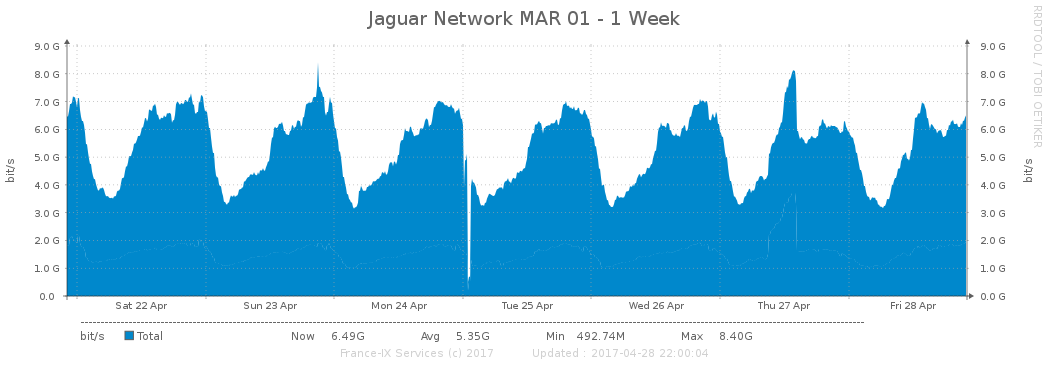 Jaguar Network MAR 01 - 1 Week
RRDTOOL / TOBI OETIKER
bit/s
9.0 G
8.0 G
7.0 G
6.0 G
5.0 G
4.0 G
3.0 G
2.0 G
1.0 G
0.0
9.0 G
8.0 G
7.0 G
6.0 G
5.0 G
4.0 G
3.0 G
2.0 G
1.0 G
0.0 G
bit/s
Sat 22 Apr Sun 23 Apr Mon 24 Apr Tue 25 Apr Wed 26 Apr Thu 27 Apr Fri 28 Apr
bit/s Total Now 6.49G Avg 5.35G Min 492.74M Max 8.40G
France-IX Services (c) 2017 Updated : 2017-04-28 22:00:04